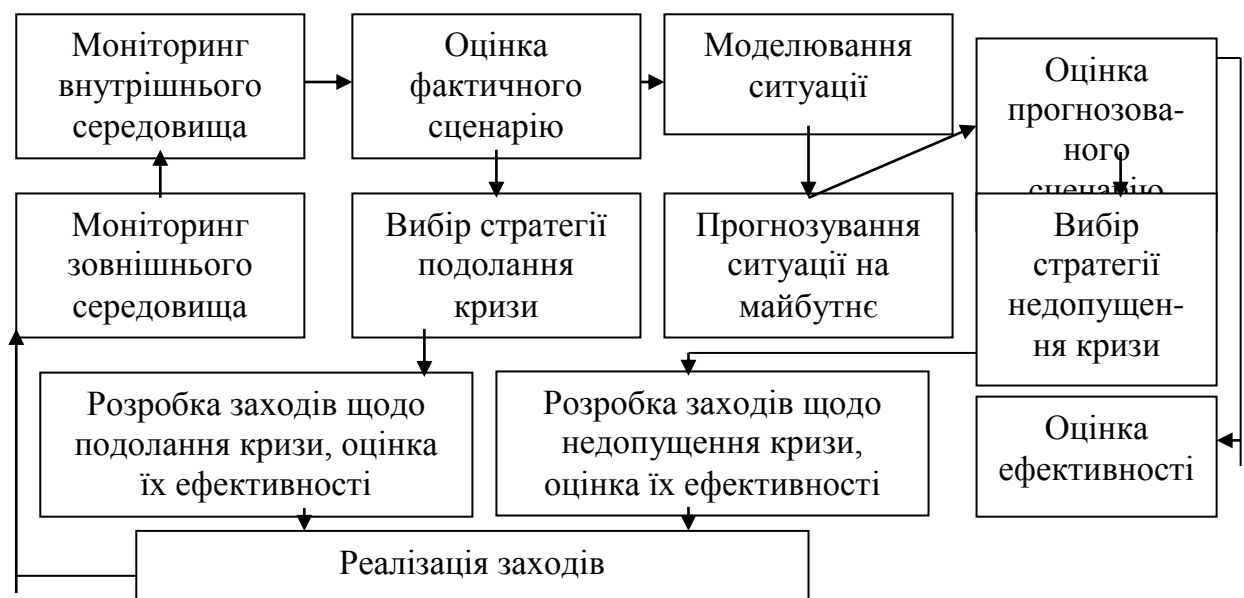 Моніторинг
внутрішнього
середовища
Оцінка
фактичного
сценарію
Моделювання
ситуації
Оцінка
прогнозова-
ного
сценарію
Моніторинг
зовнішнього
середовища
Вибір стратегії
подолання
кризи
Прогнозування
ситуації на
майбутнє
Вибір
стратегії
недопущен-
ня кризи
Розробка заходів щодо
подолання кризи, оцінка
їх ефективності
Розробка заходів щодо
недопущення кризи,
оцінка їх ефективності
Оцінка
ефективності
Реалізація заходів